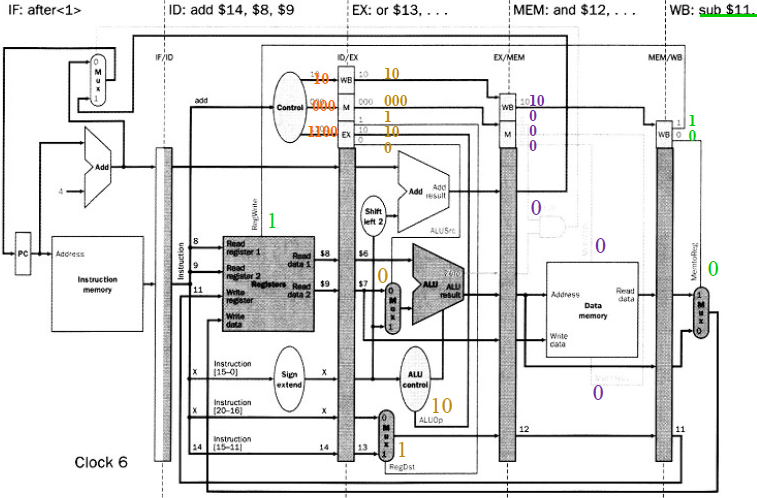 IF: after<1>
ID: add $14, $8, $9
EX: or $13, . . .
MEM: and $12, . . .
WB: sub $11,
IF/ID
ID/EX
EX/MEM
MEM/WB
0
M
u
x
1
add
Control
10
000
1100
WB
M
EX
10
10
000
000
1
1
10
10
0
0
WB
M
10
0
0
0
WB
1
1
0
0
Add
4
RegWrite
1
Shift
left 2
Add
Add
result
ALUSrc
0
0
PC
Address
Instruction
memory
Instruction
8
9
11
Read
register 1
Read
register 2
Registers
Write
register
Write
data
Read
data 1
Read
data 2
$8
$9
$6
$7
0
0
M
u
x
1
ALU
ALU
result
Address
Data
memory
Write
data
Read
data
MemtoReg
0
1
M
u
x
0
0
Instruction
[15–0]
X
Sign
extend
X
ALU
control
10
ALUOp
Instruction
[20–16]
X
X
Instruction
[15–11]
14
14
13
0
M
u
x
1
1
RegDst
12
11
Clock 6